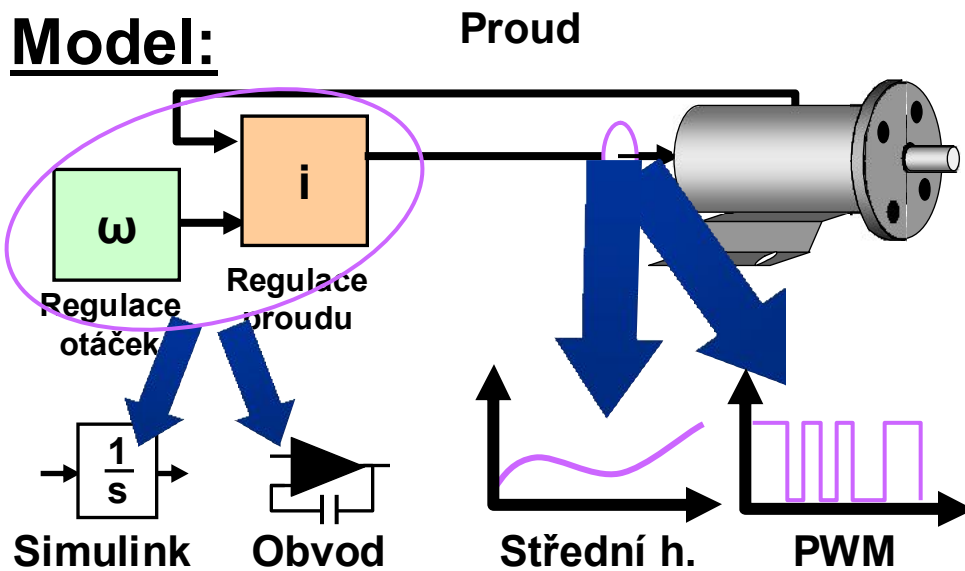 Model:
Proud
ω
i
Regulace
otáček
Regulace
proudu
1
s
Simulink
Obvod
Střední h.
PWM